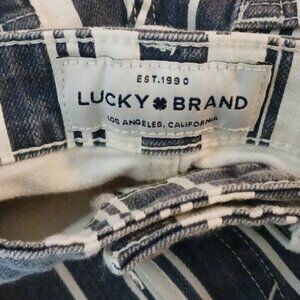 EST.1990
LUCKY BRAND
LOS ANGELES, CALIFORNIA